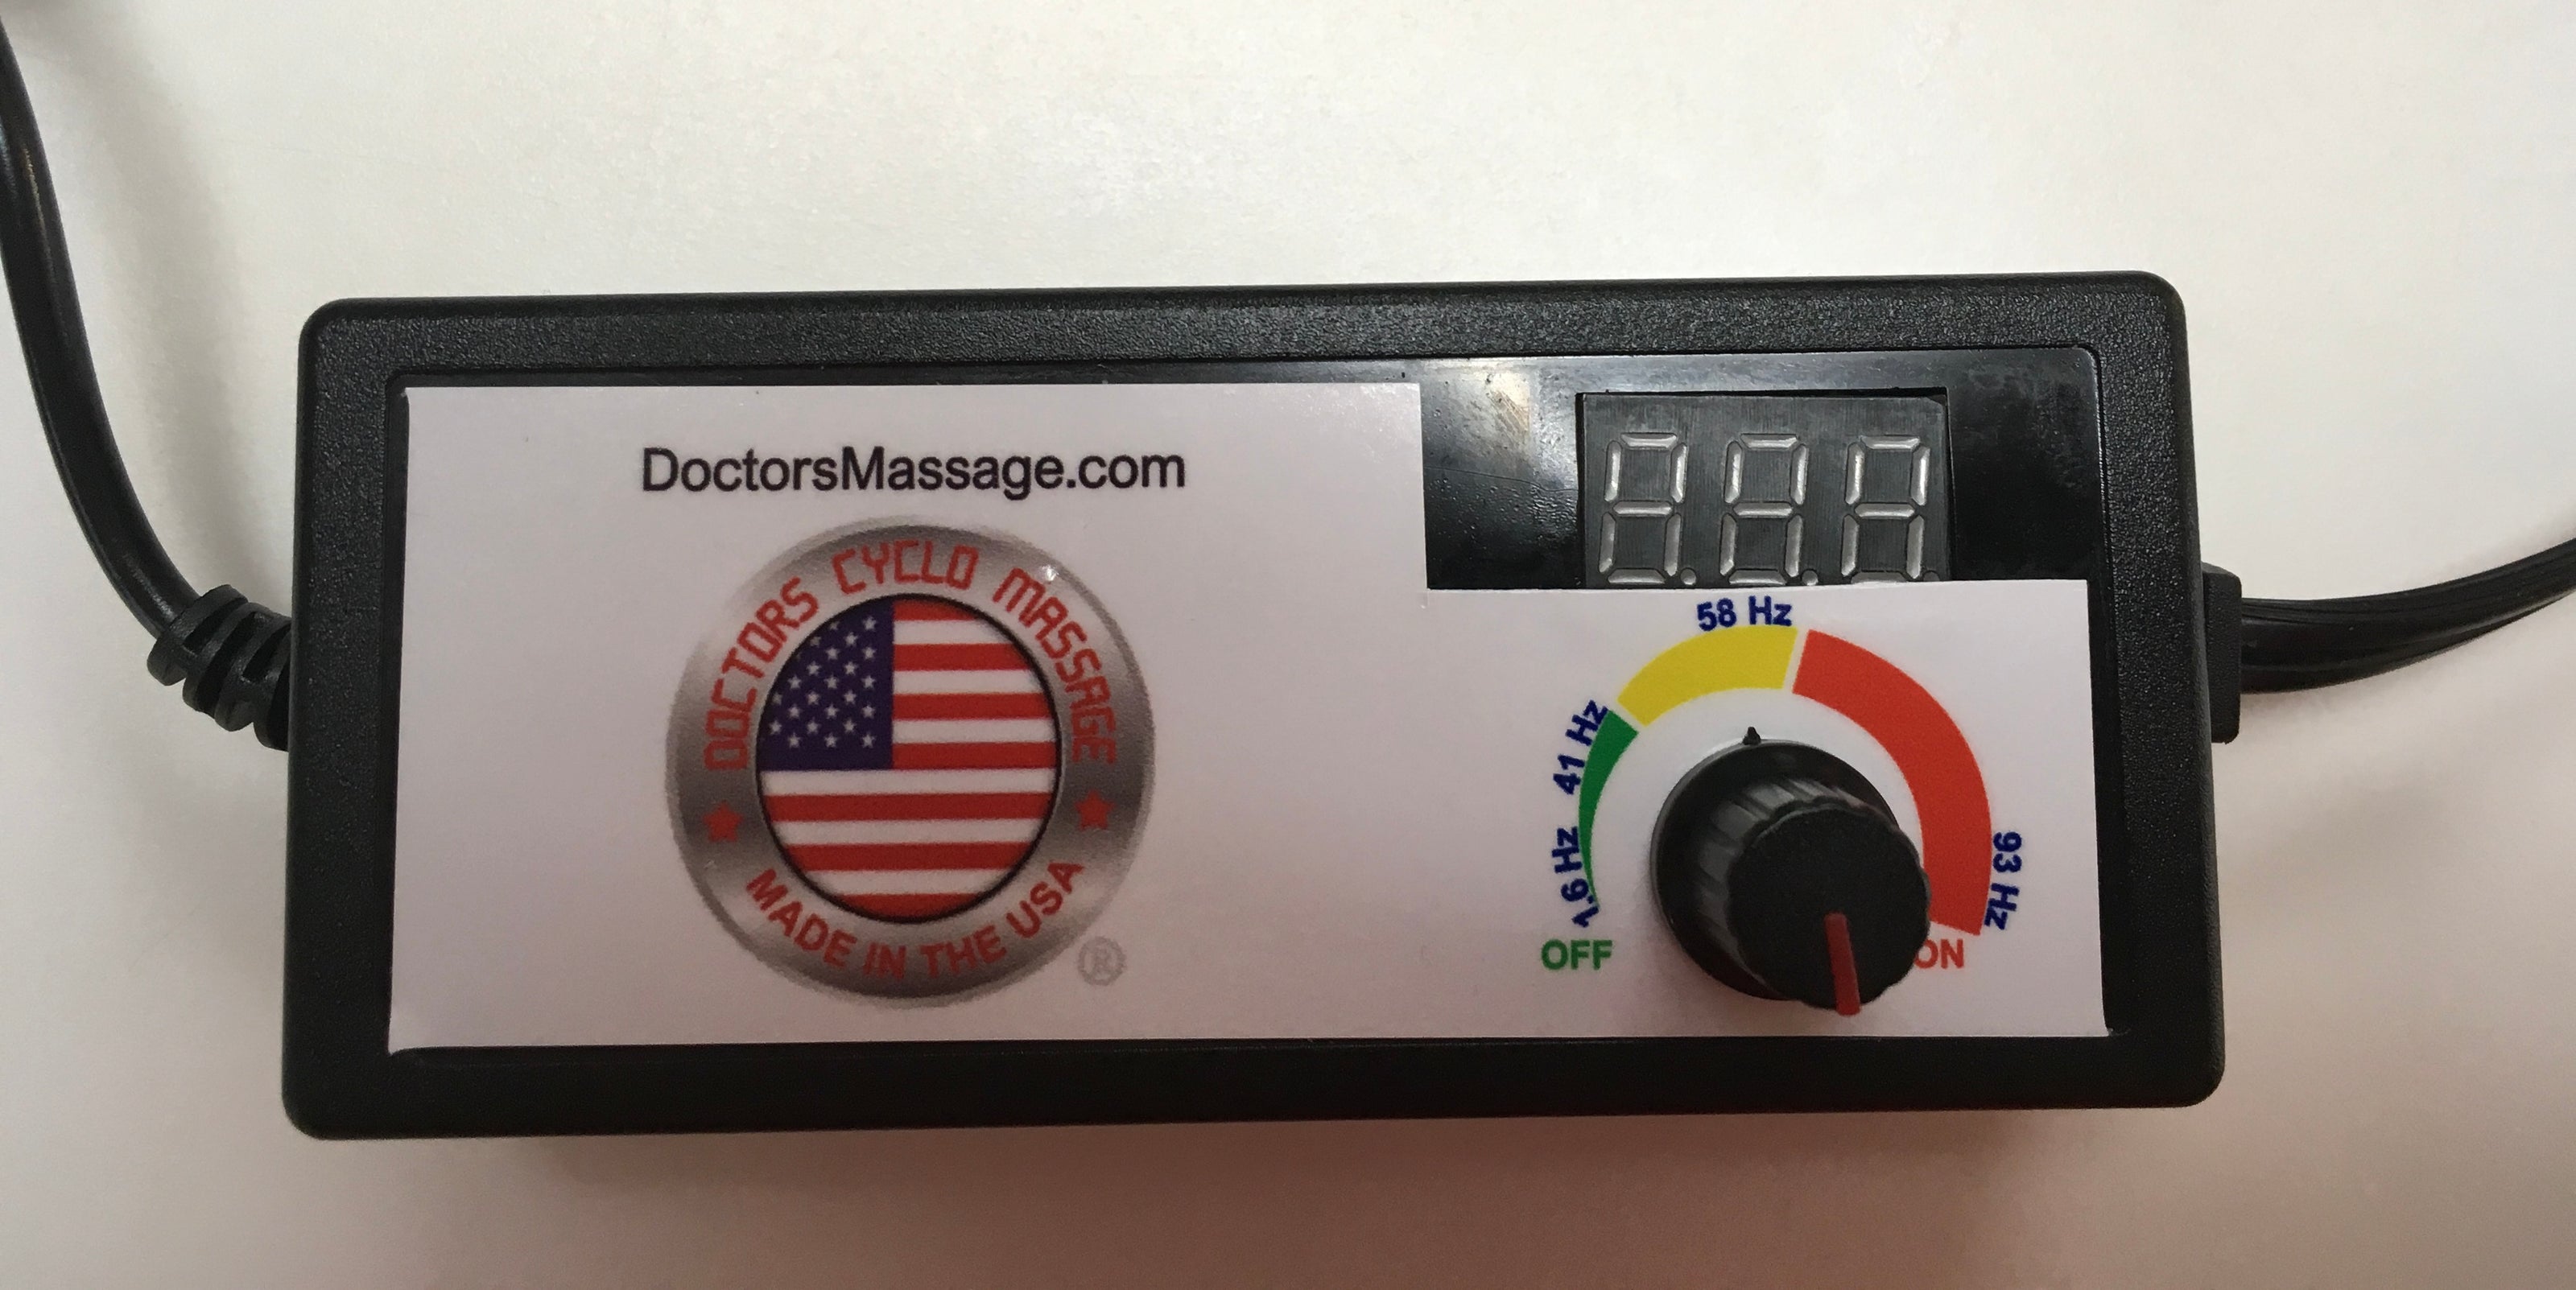 DoctorsMassage.com
DOCTORS CYCLO MASSAGE
MADE IN THE USA
®
58 Hz
41 Hz
1.6 Hz
93 Hz
OFF
ON